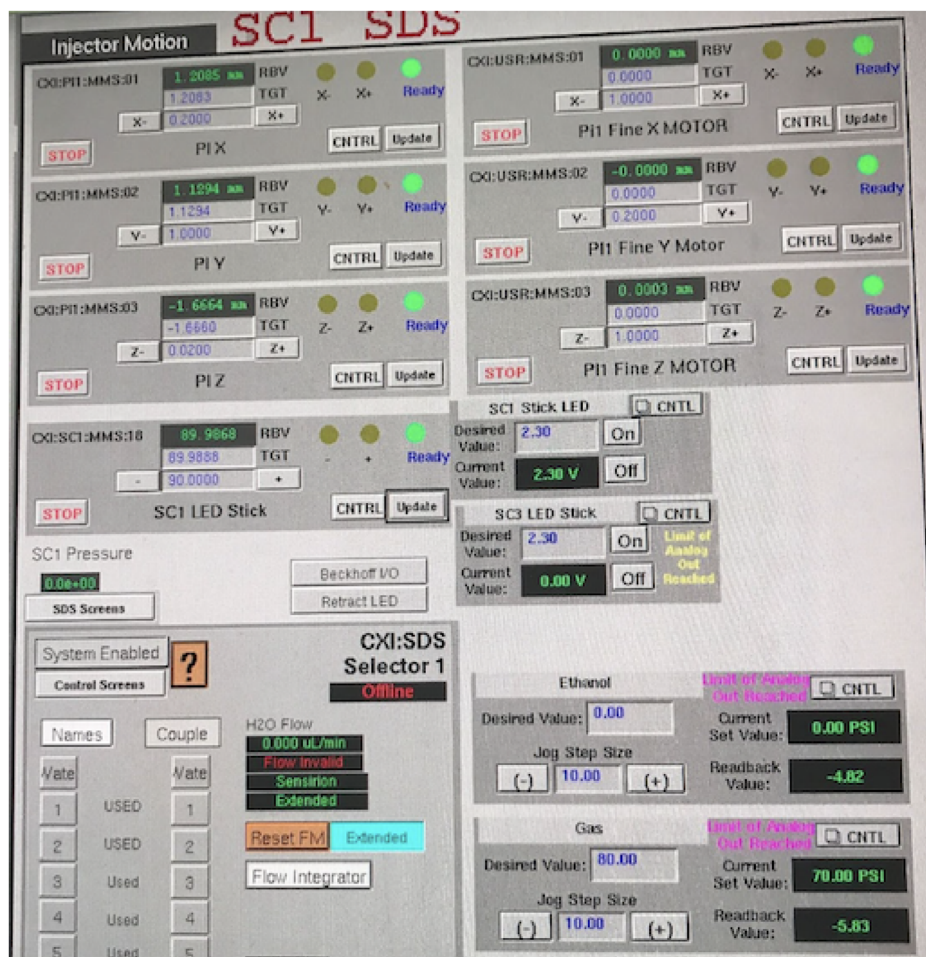 SC1 SDS
Injector Motion
CXI:PI1:MMS:01
1.2085 mm RBV
1.2083 TGT X- X+ Ready
X- 0.2000 X+
STOP PI X CNTRL Update
CXI:USR:MMS:01
0.0000 mm RBV
0.0000 TGT X- X+ Ready
X- 1.0000 X+
STOP Pi1 Fine X MOTOR CNTRL Update
CXI:PI1:MMS:02
1.1294 mm RBV
1.1294 TGT Y- Y+ Ready
Y- 1.0000 Y+
STOP PI Y CNTRL Update
CXI:USR:MMS:02
-0.0000 mm RBV
0.0000 TGT Y- Y+ Ready
Y- 0.2000 Y+
STOP PI1 Fine Y Motor CNTRL Update
CXI:PI1:MMS:03
-1.6664 mm RBV
-1.6660 TGT Z- Z+ Ready
Z- 0.0200 Z+
STOP PI Z CNTRL Update
CXI:USR:MMS:03
0.0003 mm RBV
0.0000 TGT Z- Z+ Ready
Z- 1.0000 Z+
STOP PI1 Fine Z MOTOR CNTRL Update
CXI:SC1:MMS:18
89.9868 RBV
89.9888 TGT - + Ready
- 90.0000 +
STOP SC1 LED Stick CNTRL Update
SC1 Stick LED CNTL
Desired Value: 2.30 On
Current Value: 2.30 V Off
SC3 LED Stick CNTL
Desired Value: 2.30 On
Current Value: 0.00 V Off
Limit of
Analog
Out
Reached
SC1 Pressure
0.0e+00
SDS Screens
Beckhoff I/O
Retract LED
System Enabled ?
Control Screens
CXI:SDS
Selector 1
Offline
Names Couple
Wate Wate
1 USED 1
2 USED 2
3 Used 3
4 Used 4
5 Used 5
H2O Flow
0.000 uL/min
Flow Invalid
Sensirion
Extended
Reset FM Extended
Flow Integrator
Ethanol
Limit of Analog
Out Reached
CNTL
Desired Value: 0.00
Current
Set Value: 0.00 PSI
Jog Step Size
(-) 10.00 (+)
Readback
Value: -4.82
Gas
Limit of Analog
Out Reached
CNTL
Desired Value: 80.00
Current
Set Value: 70.00 PSI
Jog Step Size
(-) 10.00 (+)
Readback
Value: -5.83